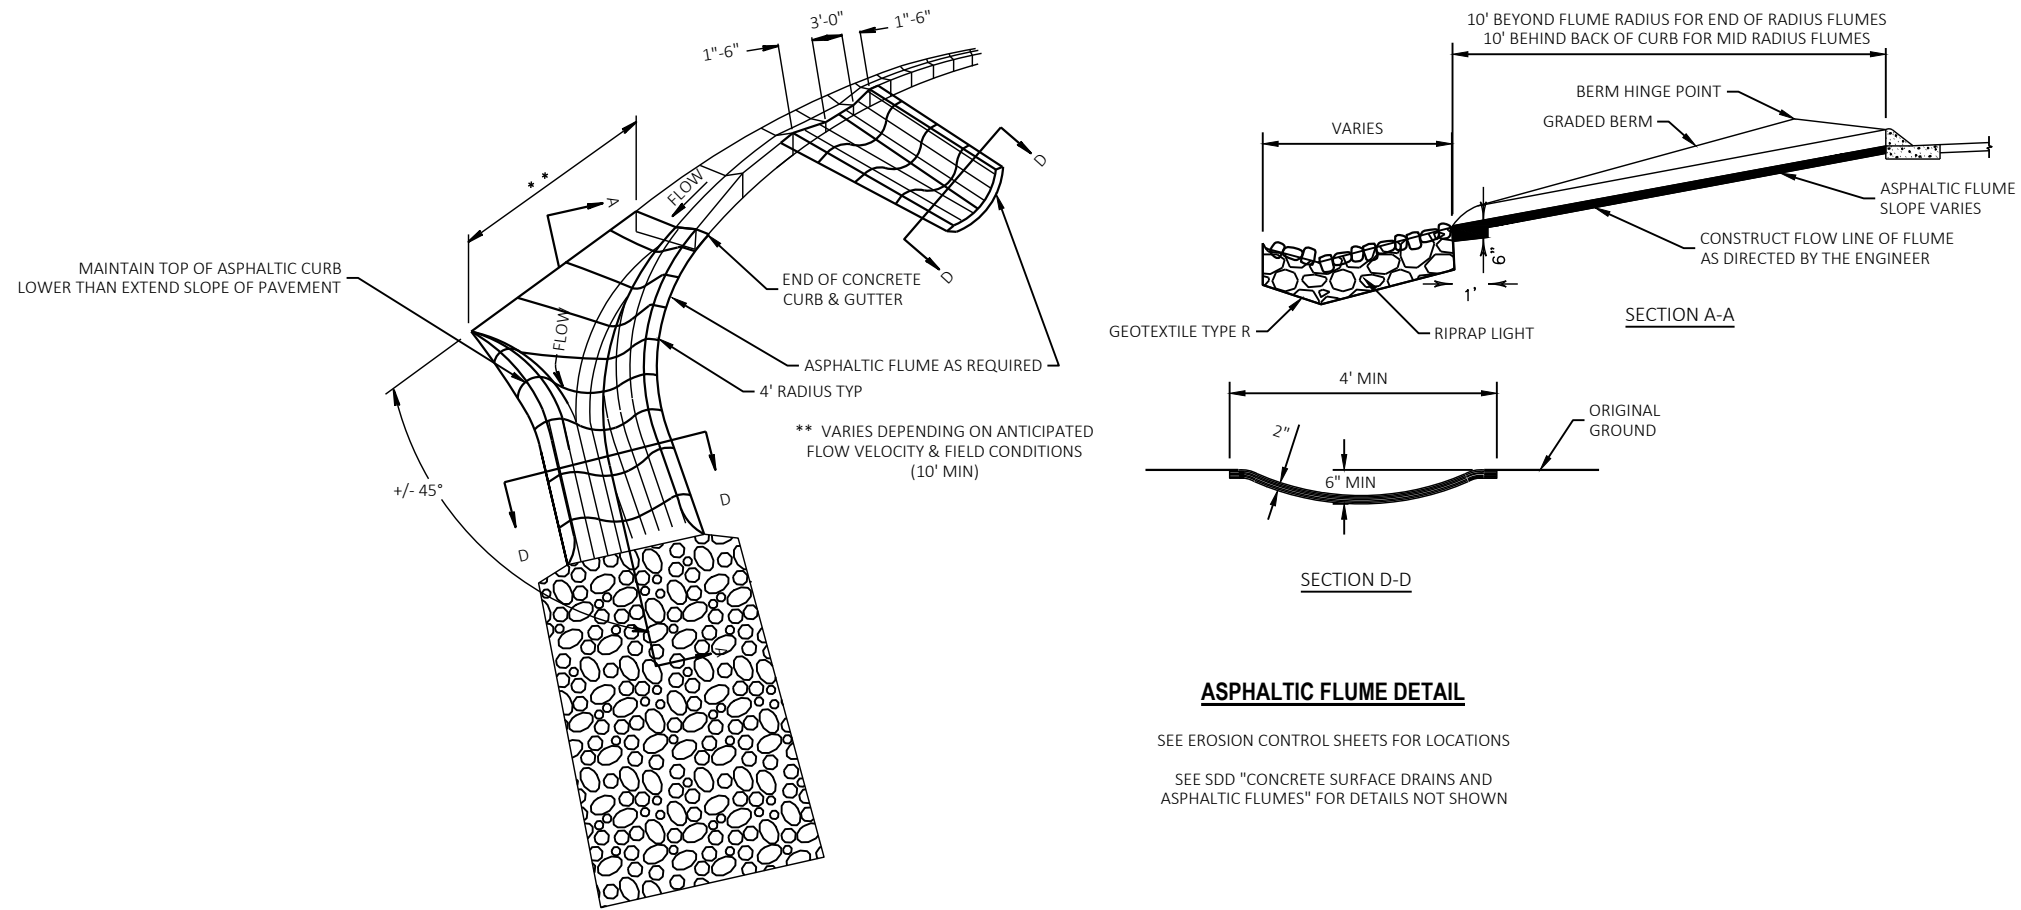 1"-6"
3'-0"
1"-6"
* *
A
FLOW
D
D
MAINTAIN TOP OF ASPHALTIC CURB
LOWER THAN EXTEND SLOPE OF PAVEMENT
END OF CONCRETE
CURB & GUTTER
FLOW
ASPHALTIC FLUME AS REQUIRED
4' RADIUS TYP
** VARIES DEPENDING ON ANTICIPATED
FLOW VELOCITY & FIELD CONDITIONS
(10' MIN)
+/- 45°
D
D
A
10' BEYOND FLUME RADIUS FOR END OF RADIUS FLUMES
10' BEHIND BACK OF CURB FOR MID RADIUS FLUMES
BERM HINGE POINT
GRADED BERM
VARIES
ASPHALTIC FLUME
SLOPE VARIES
CONSTRUCT FLOW LINE OF FLUME
AS DIRECTED BY THE ENGINEER
6"
1'
GEOTEXTILE TYPE R
RIPRAP LIGHT
SECTION A-A
4' MIN
2"
6" MIN
ORIGINAL
GROUND
SECTION D-D
ASPHALTIC FLUME DETAIL
SEE EROSION CONTROL SHEETS FOR LOCATIONS
SEE SDD "CONCRETE SURFACE DRAINS AND
ASPHALTIC FLUMES" FOR DETAILS NOT SHOWN